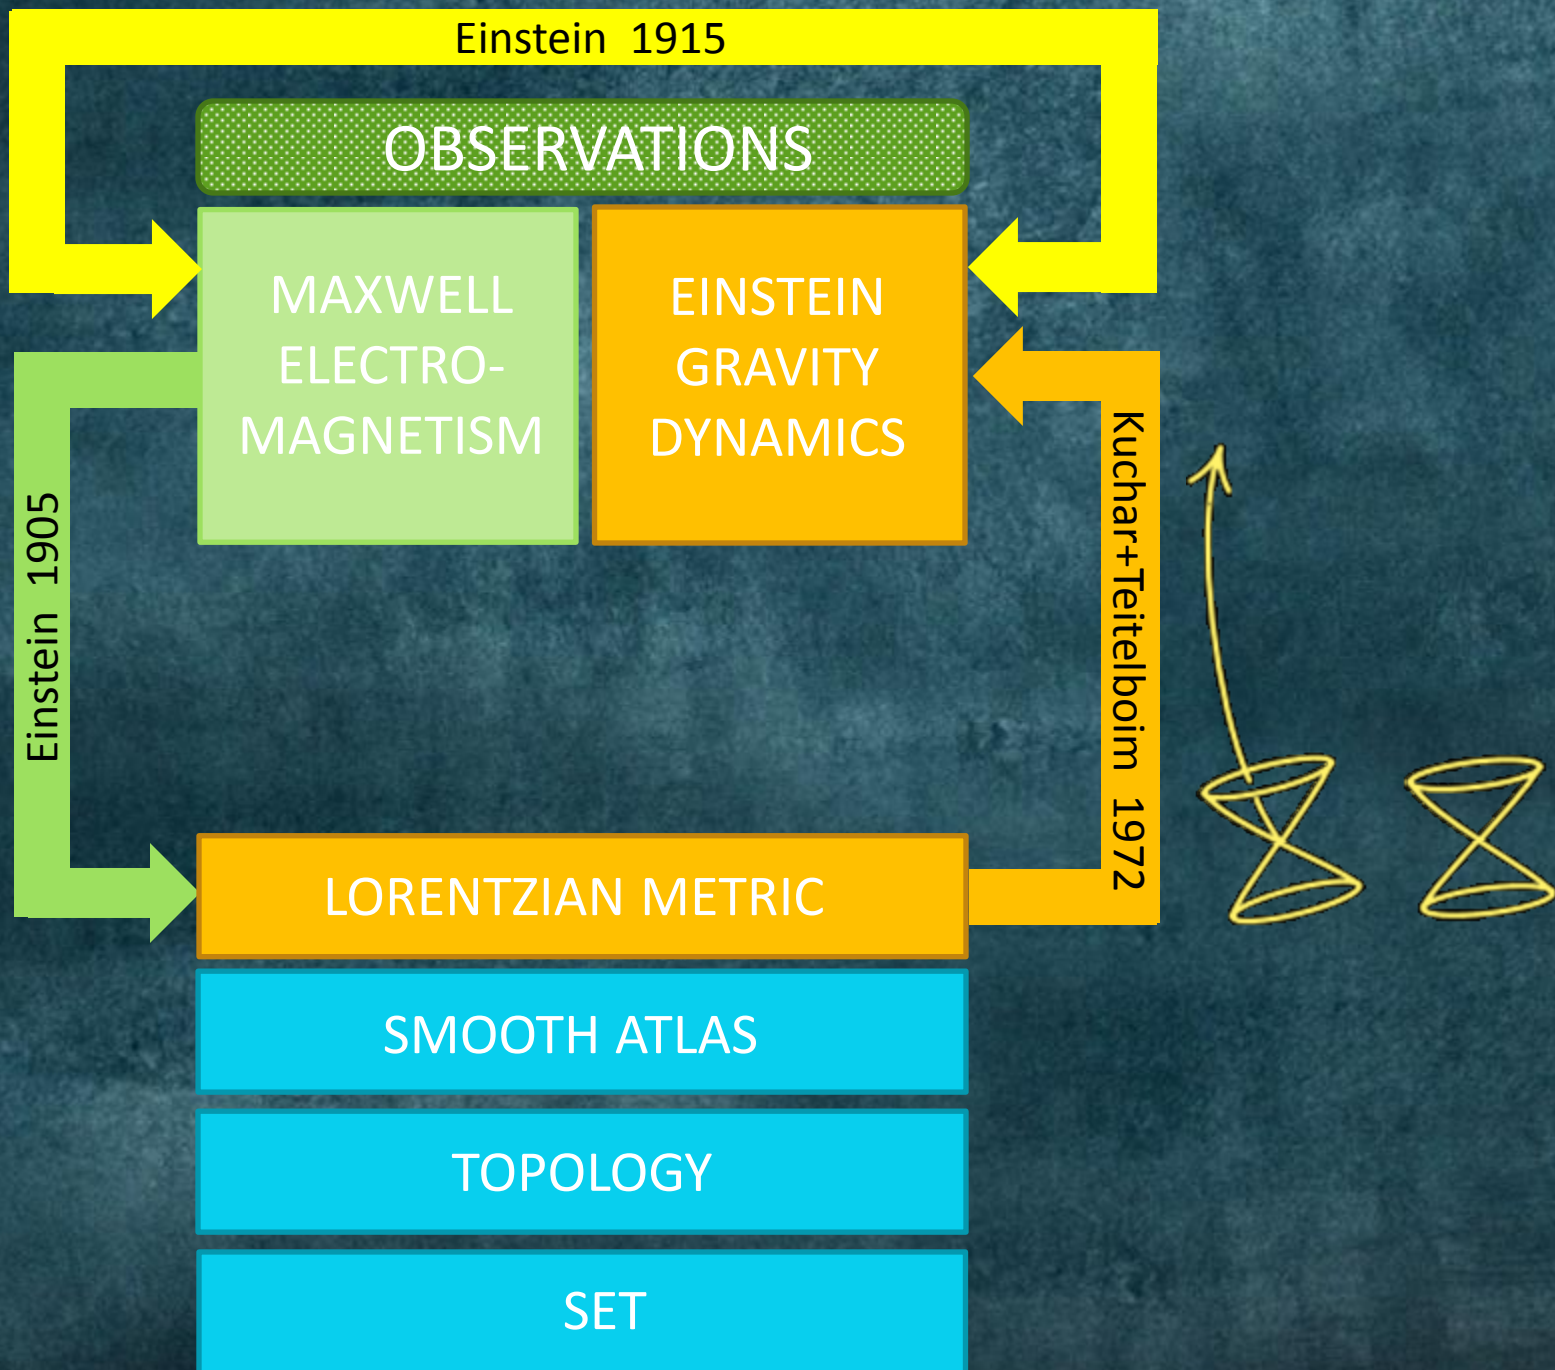 Einstein 1915
OBSERVATIONS
MAXWELL
ELECTRO-
MAGNETISM
EINSTEIN
GRAVITY
DYNAMICS
Einstein 1905
Kuchar+Teitelboim 1972
LORENTZIAN METRIC
SMOOTH ATLAS
TOPOLOGY
SET